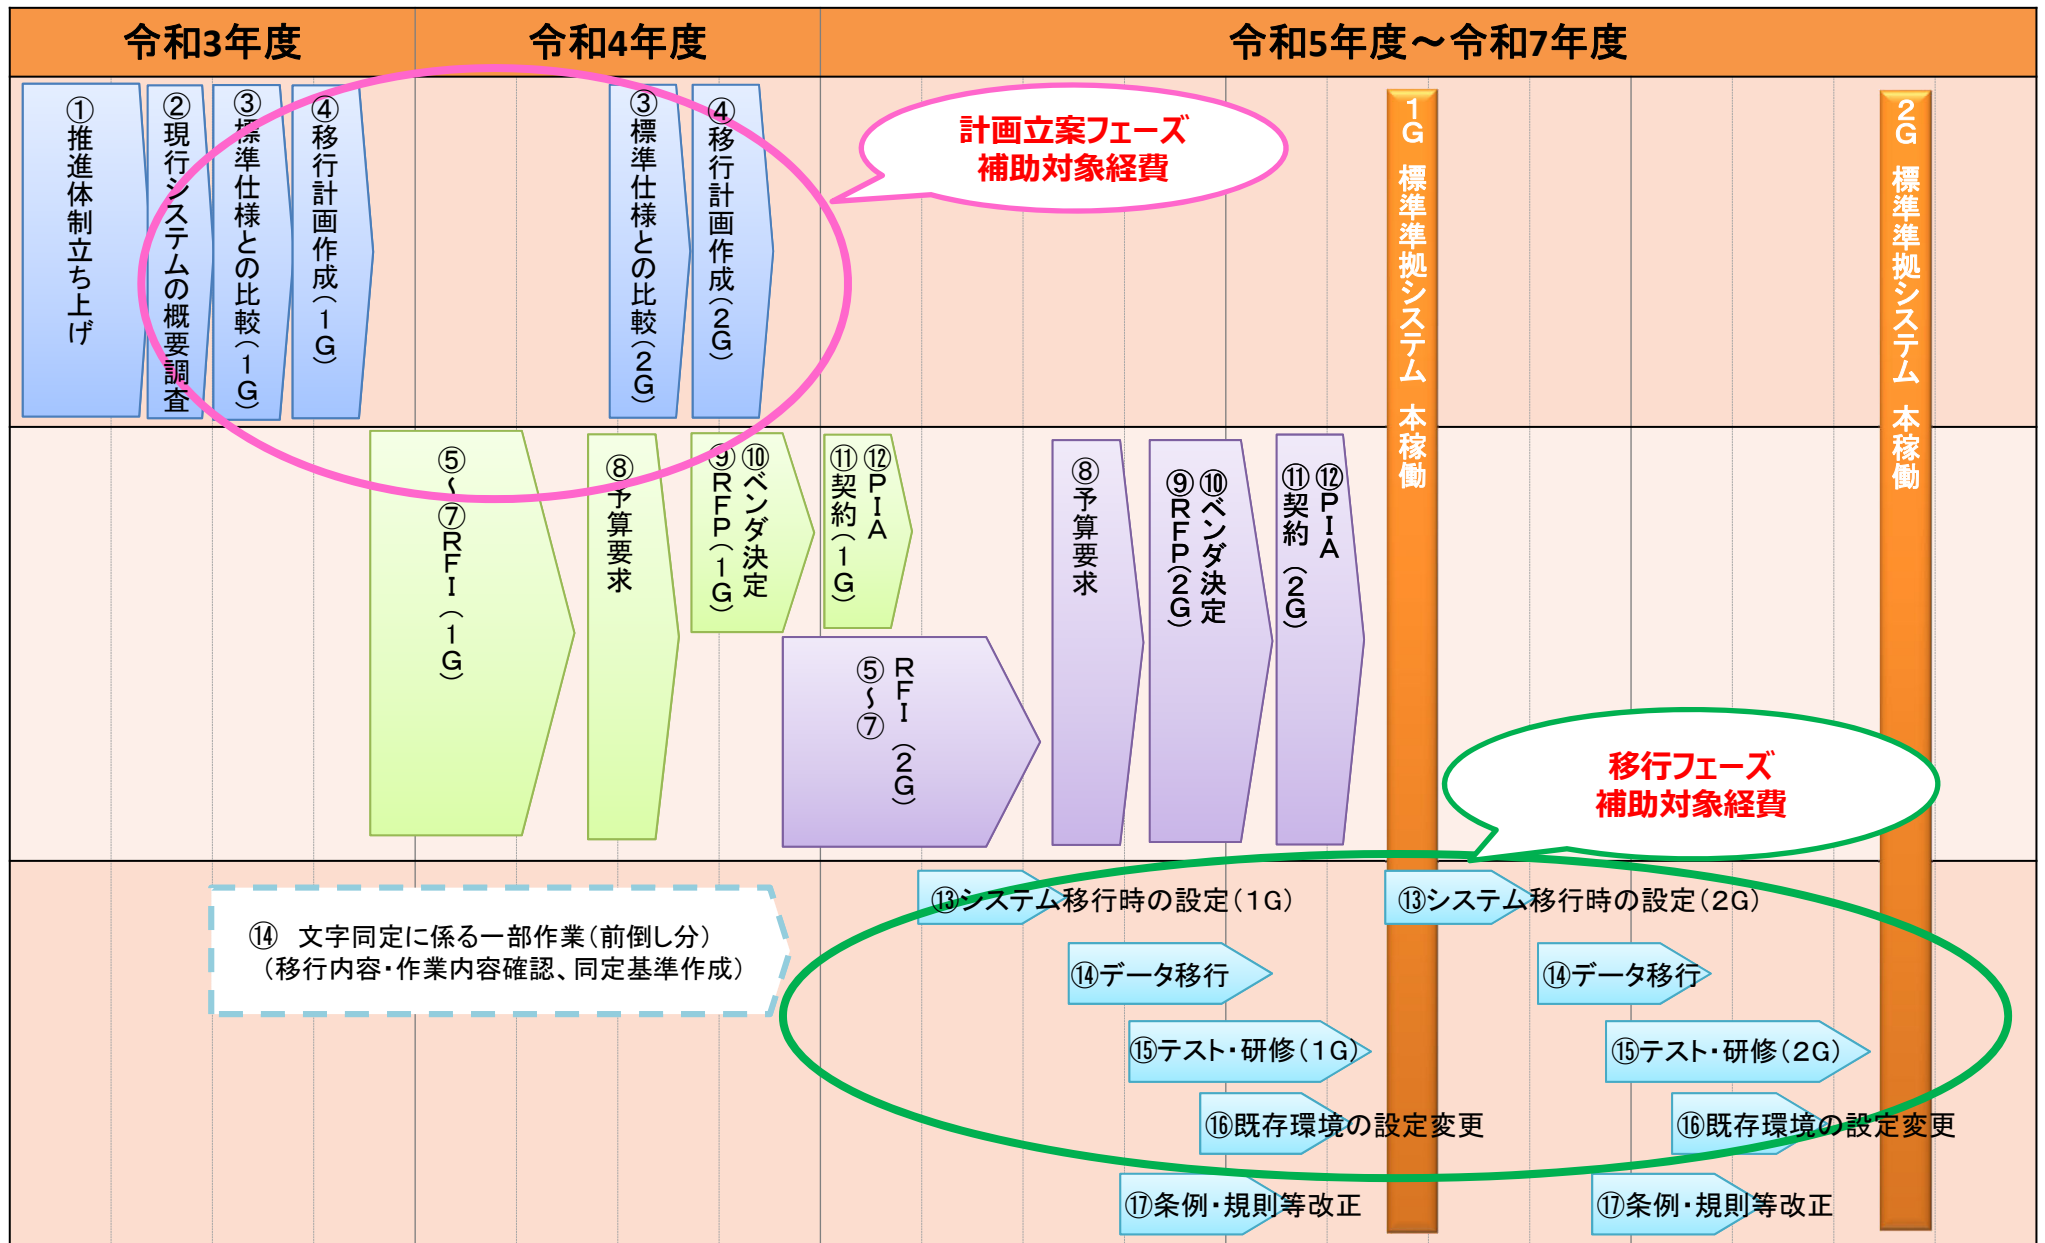 令和3年度
令和4年度
令和5年度～令和7年度
①推進体制立ち上げ
②現行システムの概要調査
③標準仕様との比較(1G)
④移行計画作成(1G)
③標準仕様との比較(2G)
④移行計画作成(2G)
計画立案フェーズ
補助対象経費
1G 標準準拠システム 本稼働
2G 標準準拠システム 本稼働
⑤～⑦RFI(1G)
⑧予算要求
⑩ベンダ決定
⑨RFP(1G)
⑫PIA
⑪契約(1G)
RFI(2G)
⑤～⑦
⑧予算要求
⑩ベンダ決定
⑨RFP(2G)
⑫PIA
⑪契約(2G)
移行フェーズ
補助対象経費
⑭ 文字同定に係る一部作業(前倒し分)
(移行内容・作業内容確認、同定基準作成)
⑬システム移行時の設定(1G)
⑬システム移行時の設定(2G)
⑭データ移行
⑭データ移行
⑮テスト・研修(1G)
⑮テスト・研修(2G)
⑯既存環境の設定変更
⑯既存環境の設定変更
⑰条例・規則等改正
⑰条例・規則等改正